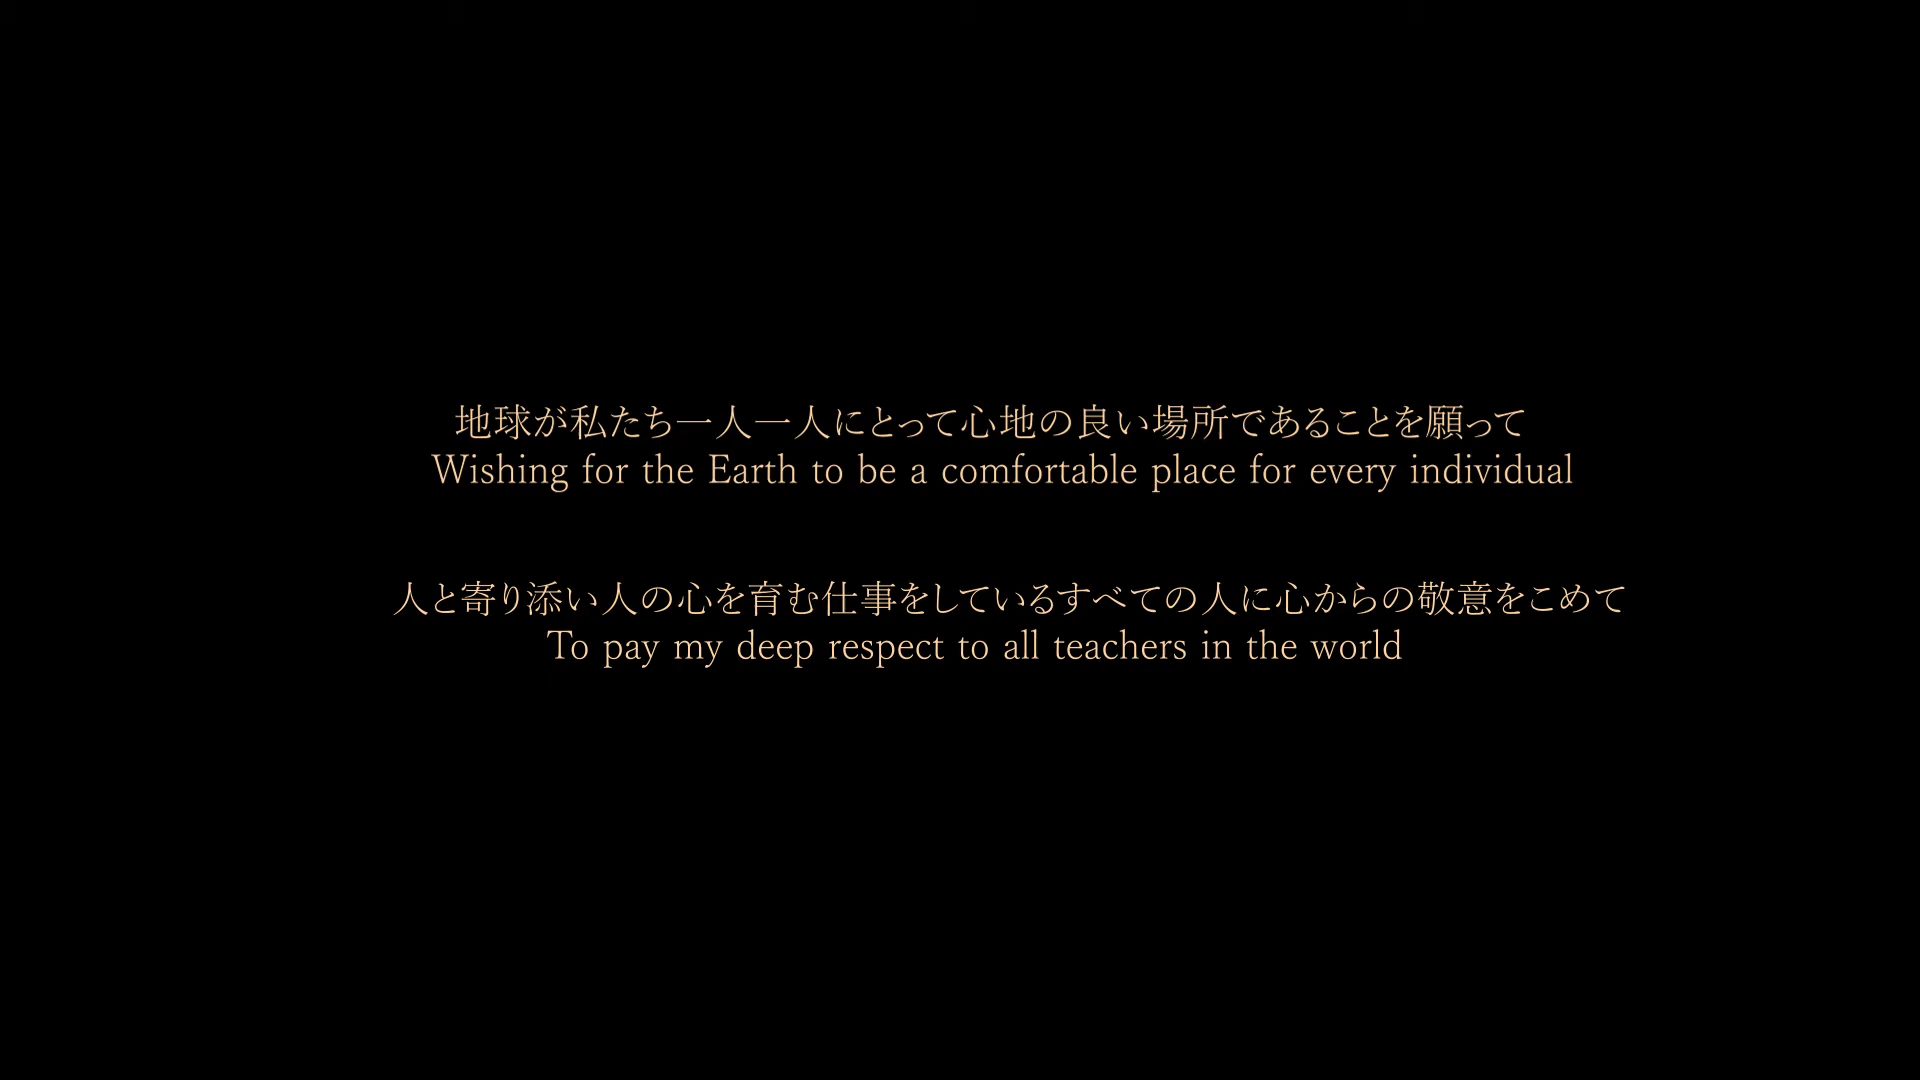 地球が私たち一人一人にとって心地の良い場所であることを願って
Wishing for the Earth to be a comfortable place for every individual
人と寄り添い人の心を育む仕事をしているすべての人に心からの敬意をこめて
To pay my deep respect to all teachers in the world